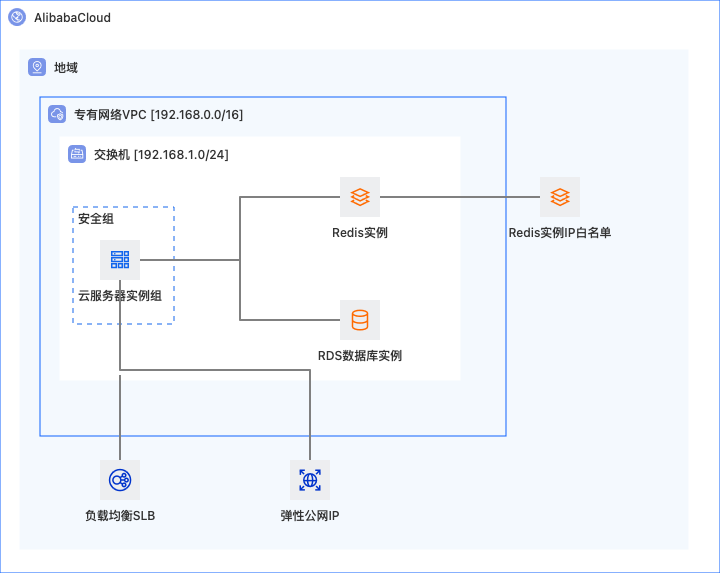 AlibabaCloud
地域
专有网络VPC [192.168.0.0/16]
交换机 [192.168.1.0/24]
安全组
云服务器实例组
Redis实例
Redis实例IP白名单
RDS数据库实例
负载均衡SLB
弹性公网IP